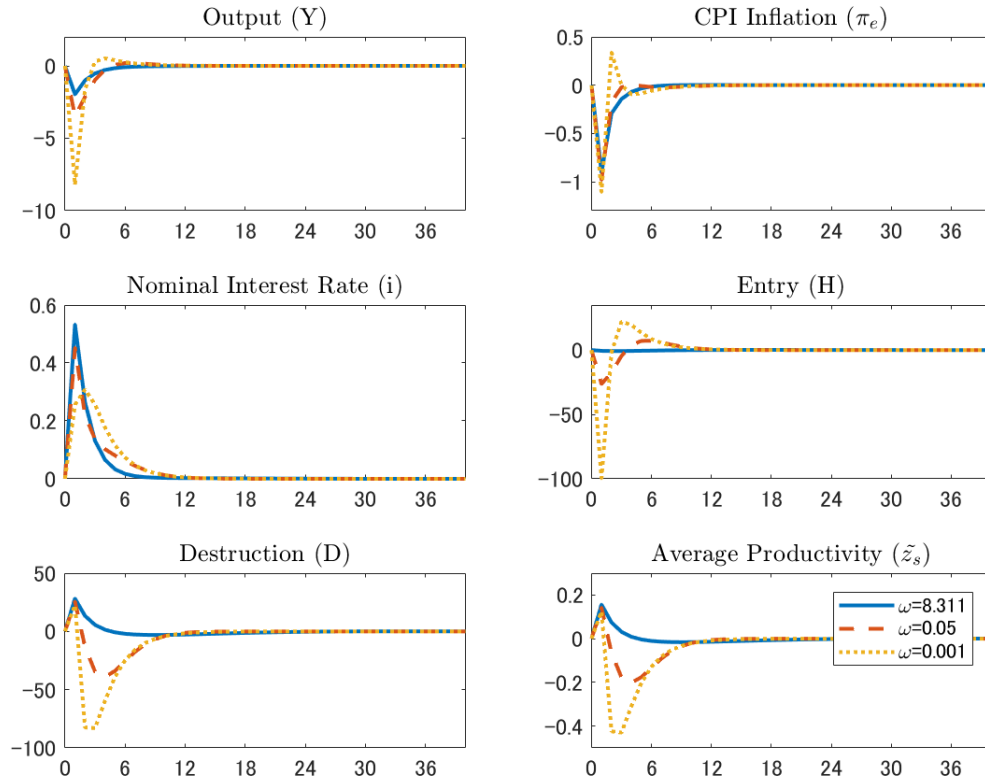 Output (Y)
0
−5
−10
0 6 12 18 24 30 36
CPI Inflation (πₑ)
0.5
0
−0.5
−1
0 6 12 18 24 30 36
Nominal Interest Rate (i)
0.6
0.4
0.2
0
0 6 12 18 24 30 36
Entry (H)
0
−50
−100
0 6 12 18 24 30 36
Destruction (D)
50
0
−50
−100
0 6 12 18 24 30 36
Average Productivity (z̃ₛ)
0.2
0
−0.2
−0.4
0 6 12 18 24 30 36
ω=8.311
ω=0.05
ω=0.001